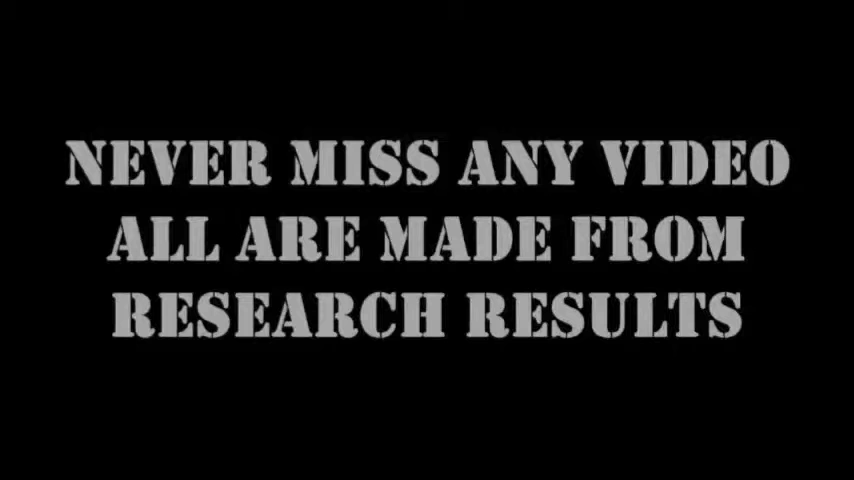 NEVER MISS ANY VIDEO
ALL ARE MADE FROM
RESEARCH RESULTS